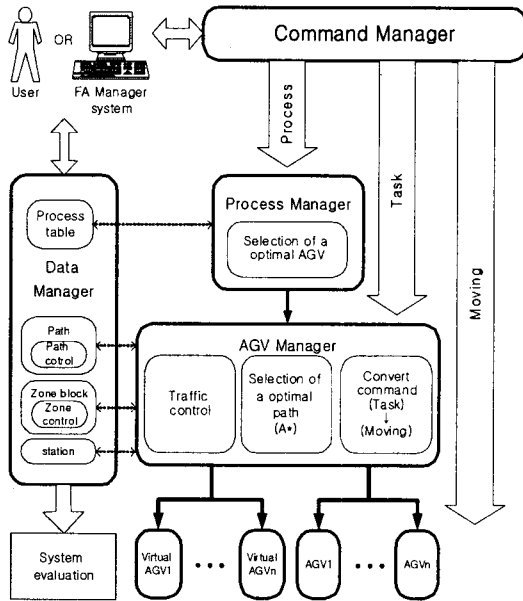 OR
User
FA Manager
system
Command Manager
Process
Task
Moving
Process
table
Data
Manager
Path
Path
cotrol
Zone block
Zone
control
station
Process Manager
Selection of a
optimal AGV
AGV Manager
Traffic
control
Selection of
a optimal
path
(A*)
Convert
command
(Task)
↓
(Moving)
System
evaluation
Virtual
AGV1
• • •
Virtual
AGVn
AGV1
• • •
AGVn